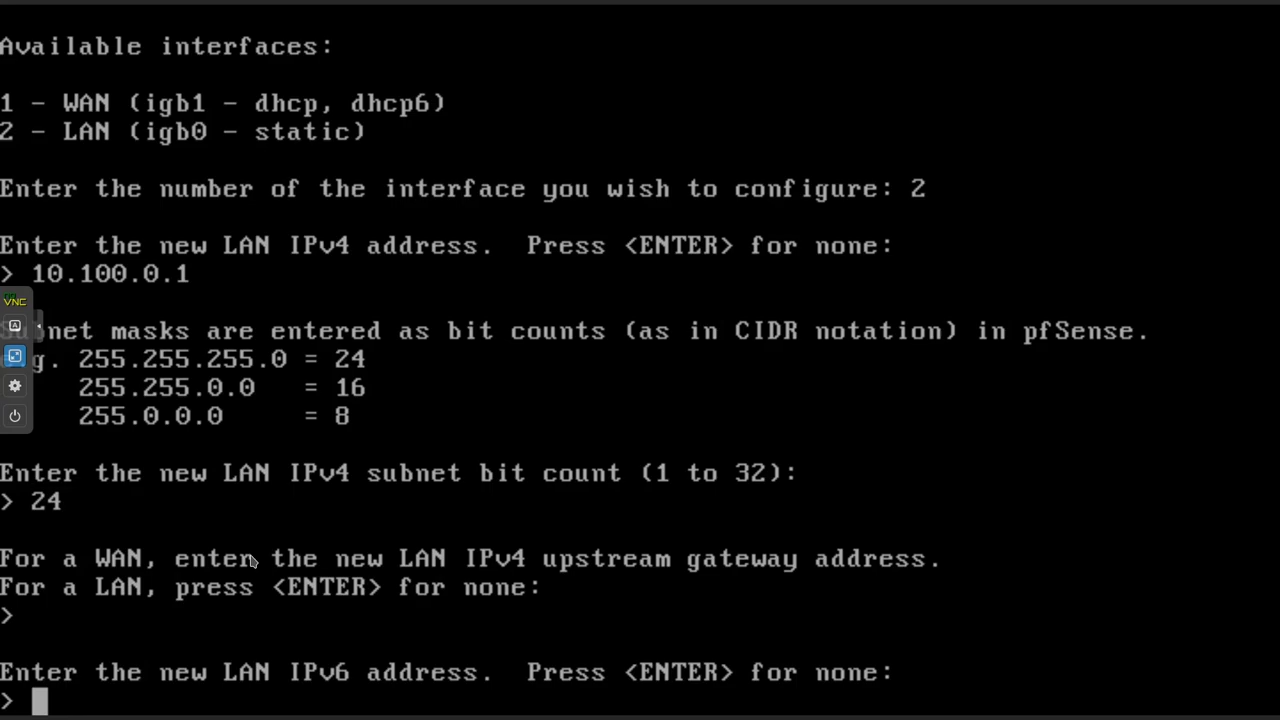 Available interfaces:
1 - WAN (igb1 - dhcp, dhcp6)
2 - LAN (igb0 - static)
Enter the number of the interface you wish to configure: 2
Enter the new LAN IPv4 address.  Press <ENTER> for none:
> 10.100.0.1
VNC
A
net masks are entered as bit counts (as in CIDR notation) in pfSense.
g. 255.255.255.0 = 24
255.255.0.0   = 16
255.0.0.0     = 8
Enter the new LAN IPv4 subnet bit count (1 to 32):
> 24
For a WAN, enter the new LAN IPv4 upstream gateway address.
For a LAN, press <ENTER> for none:
>
Enter the new LAN IPv6 address.  Press <ENTER> for none:
>